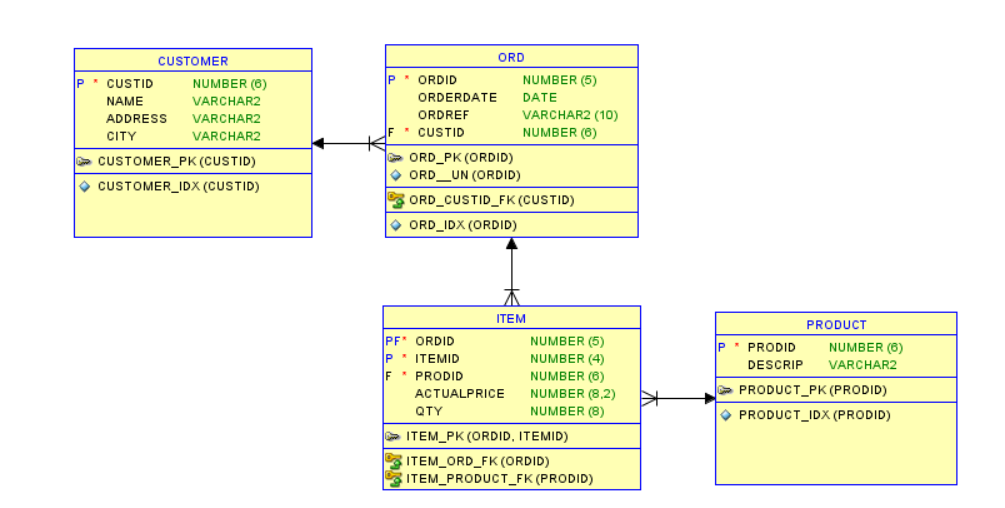 CUSTOMER
P * CUSTID NUMBER (6)
NAME VARCHAR2
ADDRESS VARCHAR2
CITY VARCHAR2
CUSTOMER_PK (CUSTID)
CUSTOMER_IDX (CUSTID)
ORD
P * ORDID NUMBER (5)
ORDERDATE DATE
ORDREF VARCHAR2 (10)
F * CUSTID NUMBER (6)
ORD_PK (ORDID)
ORD__UN (ORDID)
ORD_CUSTID_FK (CUSTID)
ORD_IDX (ORDID)
ITEM
PF* ORDID NUMBER (5)
P * ITEMID NUMBER (4)
F * PRODID NUMBER (6)
ACTUALPRICE NUMBER (8,2)
QTY NUMBER (8)
ITEM_PK (ORDID, ITEMID)
ITEM_ORD_FK (ORDID)
ITEM_PRODUCT_FK (PRODID)
PRODUCT
P * PRODID NUMBER (6)
DESCRIP VARCHAR2
PRODUCT_PK (PRODID)
PRODUCT_IDX (PRODID)